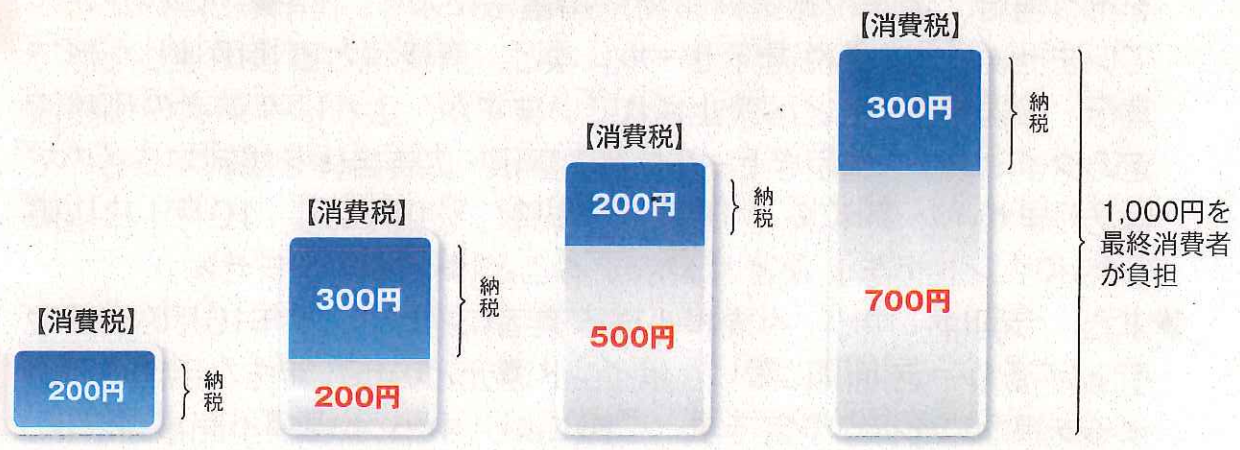 【消費税】
200円
納税
【消費税】
300円
納税
200円
【消費税】
200円
納税
500円
【消費税】
300円
納税
700円
1,000円を
最終消費者
が負担